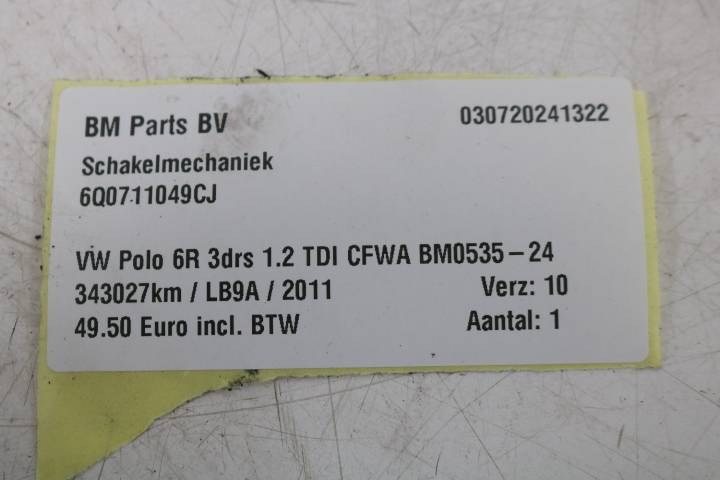 BM Parts BV 030720241322
Schakelmechaniek
6Q0711049CJ
VW Polo 6R 3drs 1.2 TDI CFWA BM0535-24
343027km / LB9A / 2011 Verz: 10
49.50 Euro incl. BTW Aantal: 1